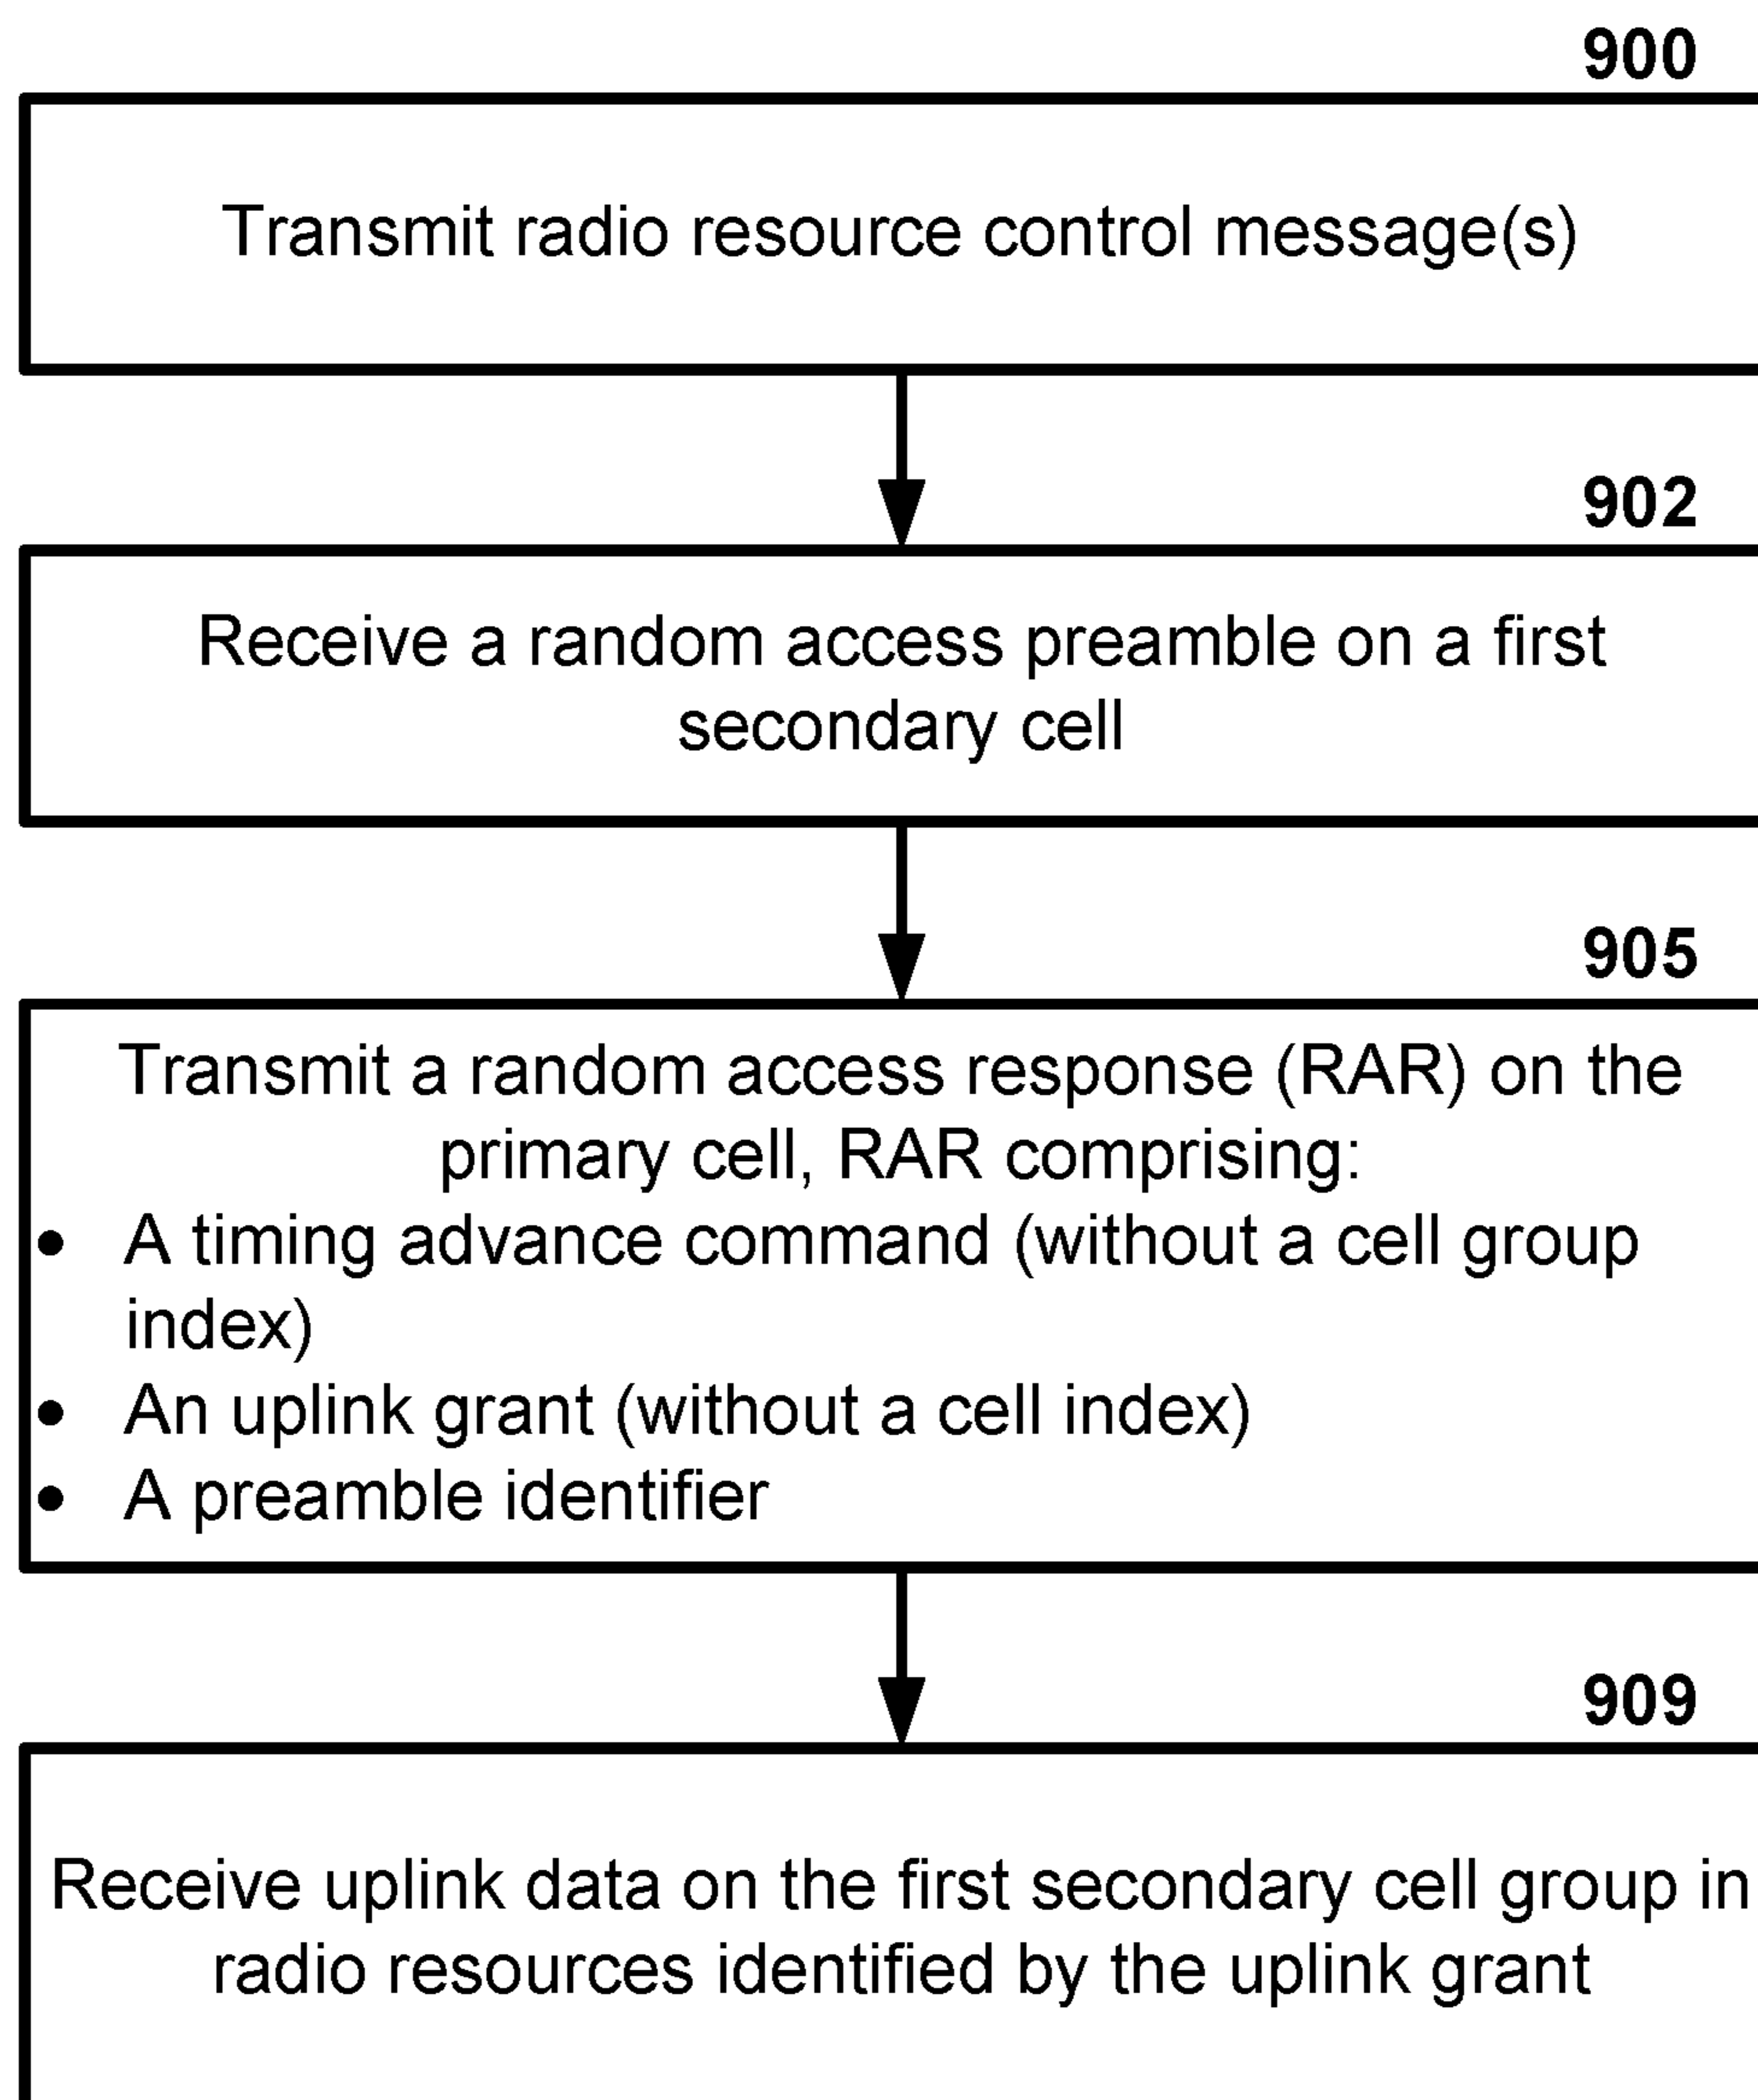 900
Transmit radio resource control message(s)
902
Receive a random access preamble on a first
secondary cell
905
Transmit a random access response (RAR) on the
primary cell, RAR comprising:
● A timing advance command (without a cell group
index)
● An uplink grant (without a cell index)
● A preamble identifier
909
Receive uplink data on the first secondary cell group in
radio resources identified by the uplink grant